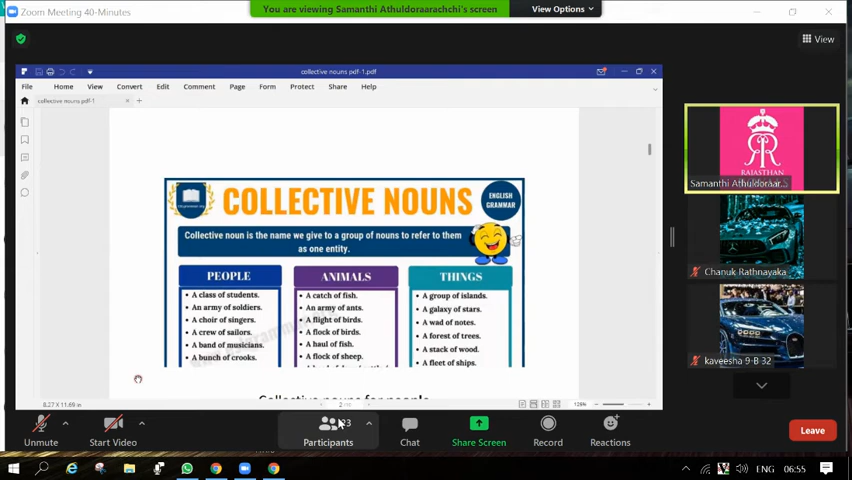 Zoom Meeting 40-Minutes
You are viewing Samanthi Athuldoraarachchi's screen
View Options
View
collective nouns pdf-1.pdf
File Home View Convert Edit Comment Page Form Protect Share Help
collective nouns pdf-1
COLLECTIVE NOUNS
ENGLISH
GRAMMAR
Collective noun is the name we give to a group of nouns to refer to them
as one entity.
PEOPLE
• A class of students.
• An army of soldiers.
• A choir of singers.
• A crew of sailors.
• A band of musicians.
• A bunch of crooks.
ANIMALS
• A catch of fish.
• An army of ants.
• A flight of birds.
• A flock of birds.
• A haul of fish.
• A flock of sheep.
THINGS
• A group of islands.
• A galaxy of stars.
• A wad of notes.
• A forest of trees.
• A stack of wood.
• A fleet of ships.
Collective nouns for people
8.27 x 11.69 in
RAJASTHAN
Samanthi Athuldoraar...
Chanuk Rathnayaka
kaveesha 9-B 32
Unmute
Start Video
Participants
Chat
Share Screen
Record
Reactions
Leave
ENG
06:55